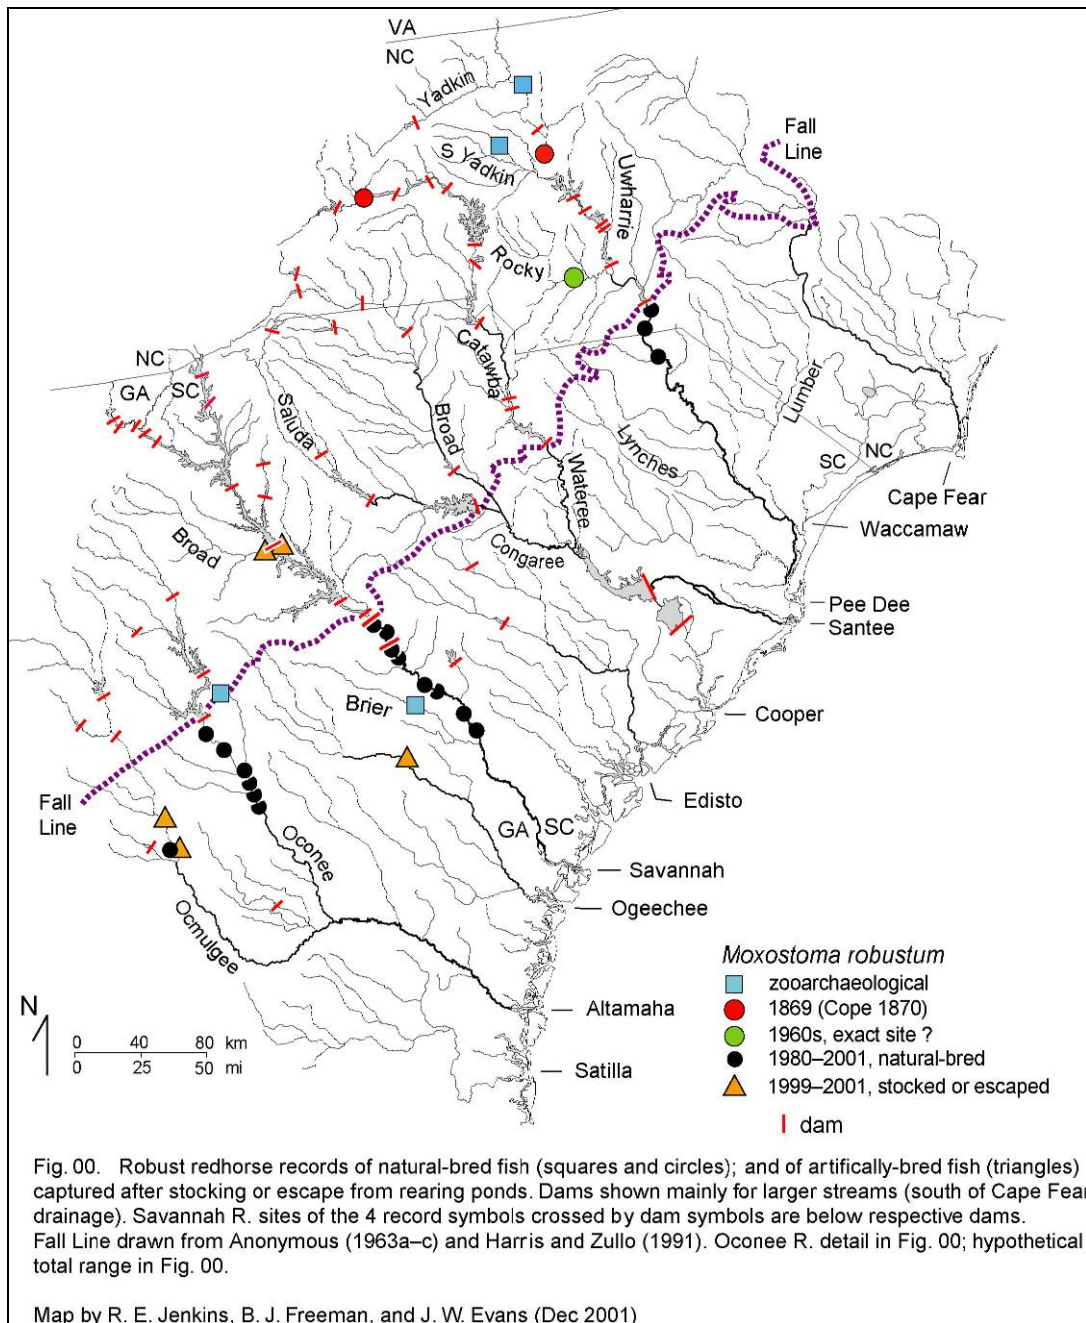 VA
NC
Yadkin
Fall
Line
S Yadkin
Uwharrie
Rocky
NC
GA
SC
Catawba
Saluda
Broad
Lumber
Lynches
SC
NC
Wateree
Cape Fear
Waccamaw
Broad
Congaree
Pee Dee
Santee
Brier
Cooper
Edisto
Fall
Line
GA
SC
Oconee
Savannah
Ogeechee
Ocmulgee
Moxostoma robustum
zooarchaeological
N
Altamaha
1869 (Cope 1870)
1960s, exact site ?
0 40 80 km
0 25 50 mi
1980–2001, natural-bred
Satilla
1999–2001, stocked or escaped
dam
Fig. 00. Robust redhorse records of natural-bred fish (squares and circles); and of artifically-bred fish (triangles)
captured after stocking or escape from rearing ponds. Dams shown mainly for larger streams (south of Cape Fear
drainage). Savannah R. sites of the 4 record symbols crossed by dam symbols are below respective dams.
Fall Line drawn from Anonymous (1963a–c) and Harris and Zullo (1991). Oconee R. detail in Fig. 00; hypothetical
total range in Fig. 00.
Map by R. E. Jenkins, B. J. Freeman, and J. W. Evans (Dec 2001)